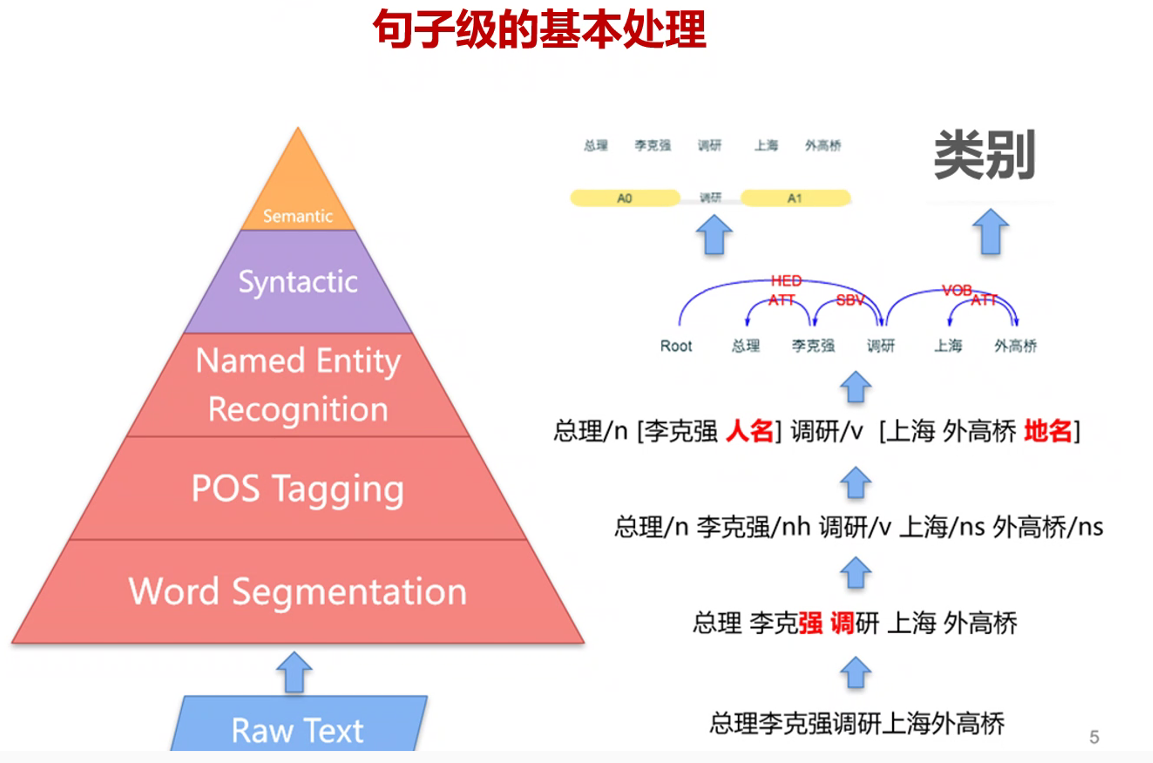 句子级的基本处理
Semantic
Syntactic
Named Entity
Recognition
POS Tagging
Word Segmentation
Raw Text
总理 李克强 调研 上海 外高桥
A0 调研 A1
类别
HED
ATT SBV VOB ATT
Root 总理 李克强 调研 上海 外高桥
总理/n [李克强 人名] 调研/v [上海 外高桥 地名]
总理/n 李克强/nh 调研/v 上海/ns 外高桥/ns
总理 李克强 调研 上海 外高桥
总理李克强调研上海外高桥
5